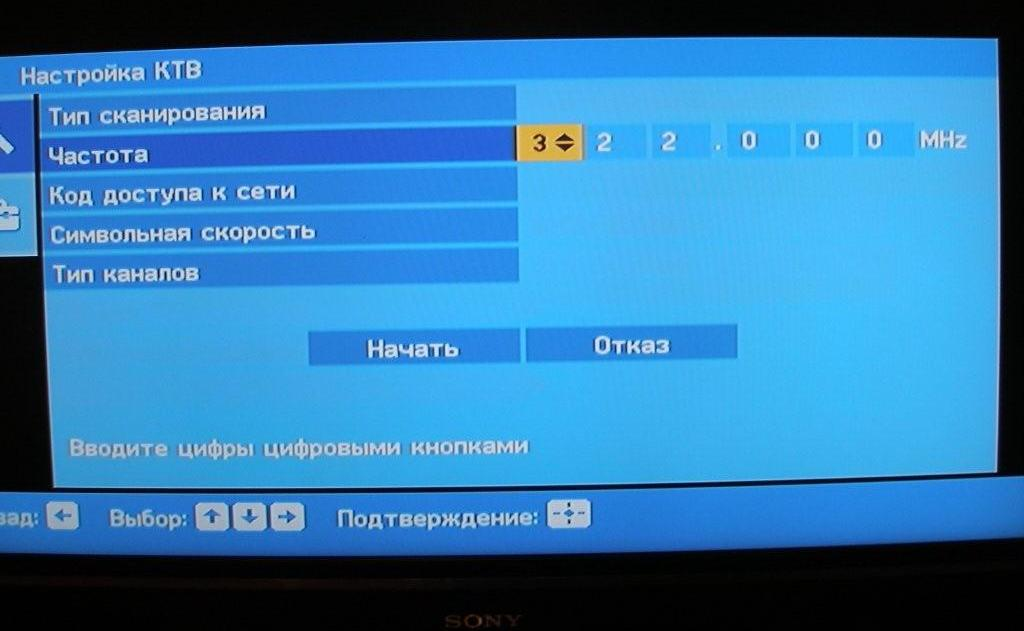 Настройка КТВ
Тип сканирования
Частота 3 2 2 . 0 0 0 MHz
Код доступа к сети
Символьная скорость
Тип каналов
Начать Отказ
Вводите цифры цифровыми кнопками
зад: Выбор: Подтверждение:
SONY